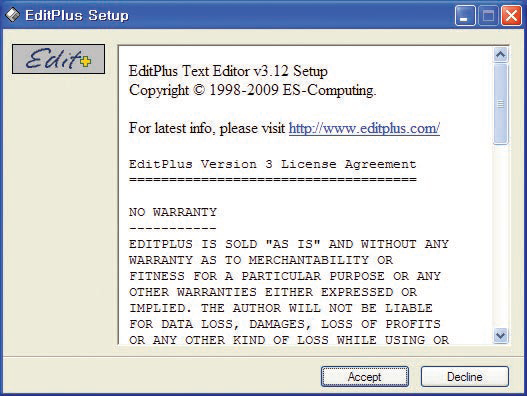 EditPlus Setup
Edit+
EditPlus Text Editor v3.12 Setup
Copyright © 1998-2009 ES-Computing.
For latest info, please visit http://www.editplus.com/
EditPlus Version 3 License Agreement
====================================
NO WARRANTY
-----------
EDITPLUS IS SOLD "AS IS" AND WITHOUT ANY
WARRANTY AS TO MERCHANTABILITY OR
FITNESS FOR A PARTICULAR PURPOSE OR ANY
OTHER WARRANTIES EITHER EXPRESSED OR
IMPLIED. THE AUTHOR WILL NOT BE LIABLE
FOR DATA LOSS, DAMAGES, LOSS OF PROFITS
OR ANY OTHER KIND OF LOSS WHILE USING OR
Accept Decline